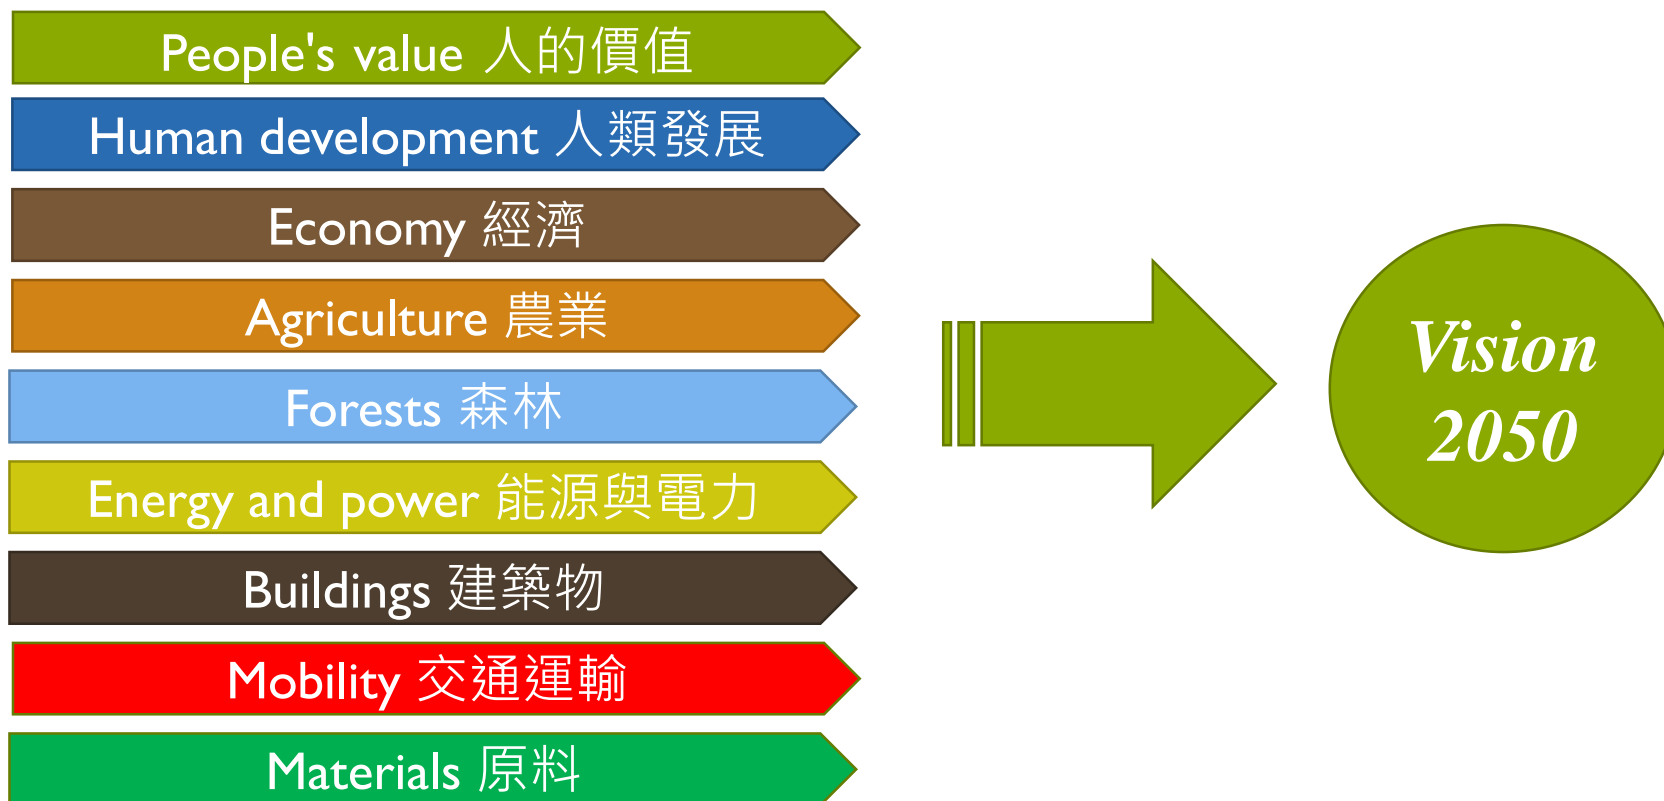 People's value 人的價值
Human development 人類發展
Economy 經濟
Agriculture 農業
Forests 森林
Energy and power 能源與電力
Buildings 建築物
Mobility 交通運輸
Materials 原料
Vision
2050